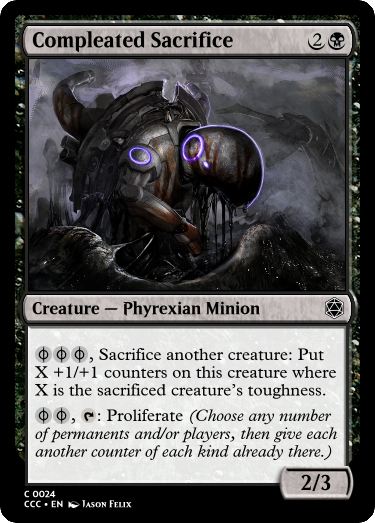 Compleated Sacrifice 2
Creature — Phyrexian Minion
, Sacrifice another creature: Put
X +1/+1 counters on this creature where
X is the sacrificed creature's toughness.
, : Proliferate (Choose any number
of permanents and/or players, then give each
another counter of each kind already there.)
2/3
C 0024
CCC • EN Jason Felix